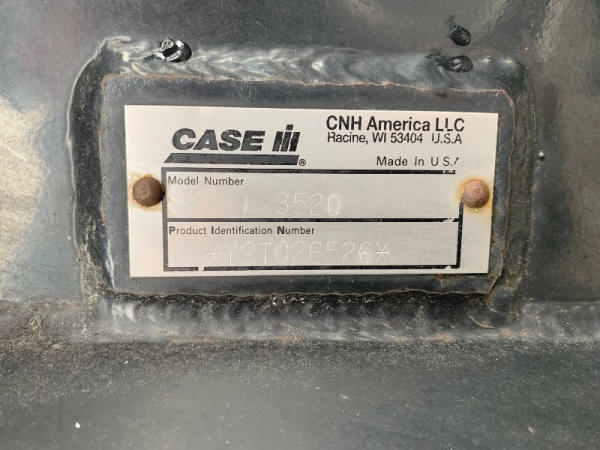 CASE IH®
CNH America LLC
Racine, WI 53404 U.S.A
Made In U.S.A
Model Number
3520
Product Identification Number